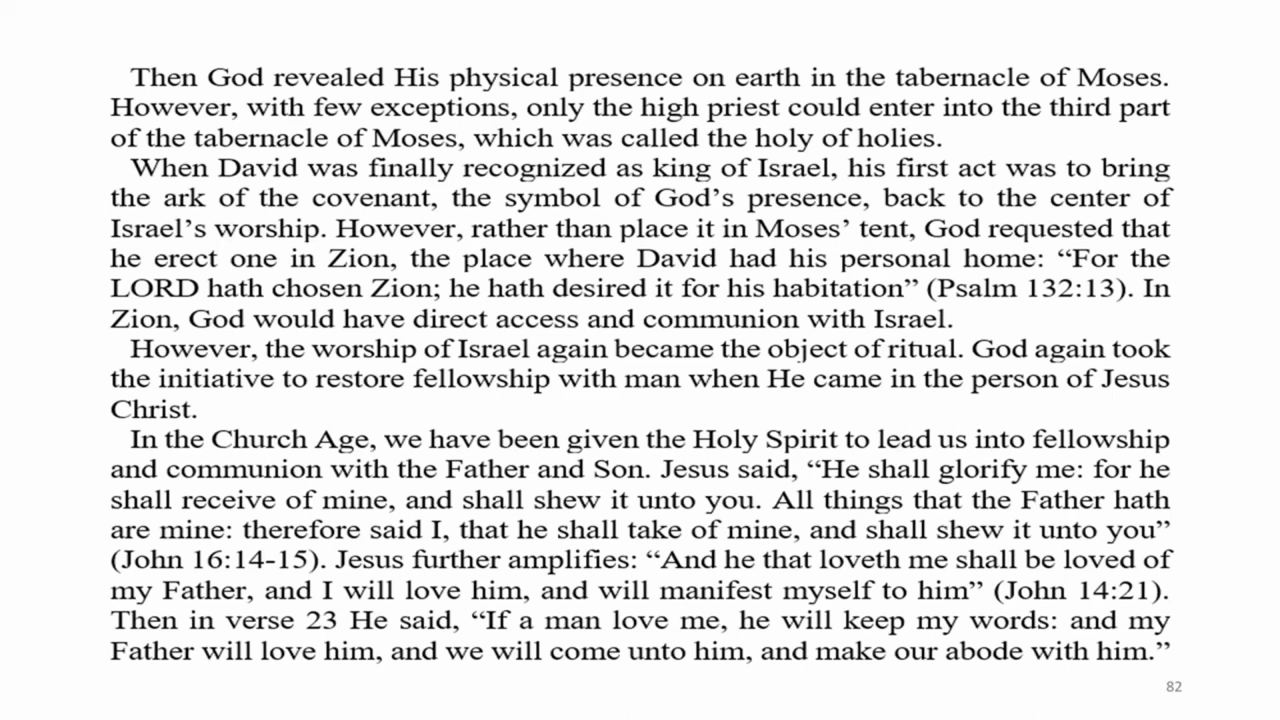 Then God revealed His physical presence on earth in the tabernacle of Moses.
However, with few exceptions, only the high priest could enter into the third part
of the tabernacle of Moses, which was called the holy of holies.
When David was finally recognized as king of Israel, his first act was to bring
the ark of the covenant, the symbol of God’s presence, back to the center of
Israel’s worship. However, rather than place it in Moses’ tent, God requested that
he erect one in Zion, the place where David had his personal home: “For the
LORD hath chosen Zion; he hath desired it for his habitation” (Psalm 132:13). In
Zion, God would have direct access and communion with Israel.
However, the worship of Israel again became the object of ritual. God again took
the initiative to restore fellowship with man when He came in the person of Jesus
Christ.
In the Church Age, we have been given the Holy Spirit to lead us into fellowship
and communion with the Father and Son. Jesus said, “He shall glorify me: for he
shall receive of mine, and shall shew it unto you. All things that the Father hath
are mine: therefore said I, that he shall take of mine, and shall shew it unto you”
(John 16:14-15). Jesus further amplifies: “And he that loveth me shall be loved of
my Father, and I will love him, and will manifest myself to him” (John 14:21).
Then in verse 23 He said, “If a man love me, he will keep my words: and my
Father will love him, and we will come unto him, and make our abode with him.”
82